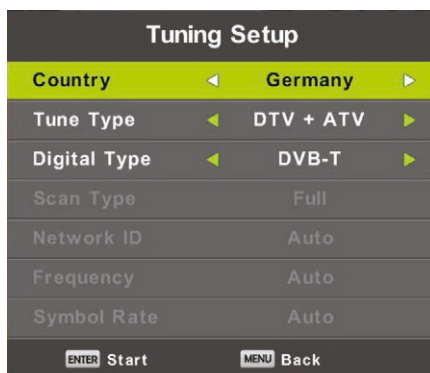 Tuning Setup
Country Germany
Tune Type DTV + ATV
Digital Type DVB-T
Scan Type Full
Network ID Auto
Frequency Auto
Symbol Rate Auto
ENTER Start MENU Back